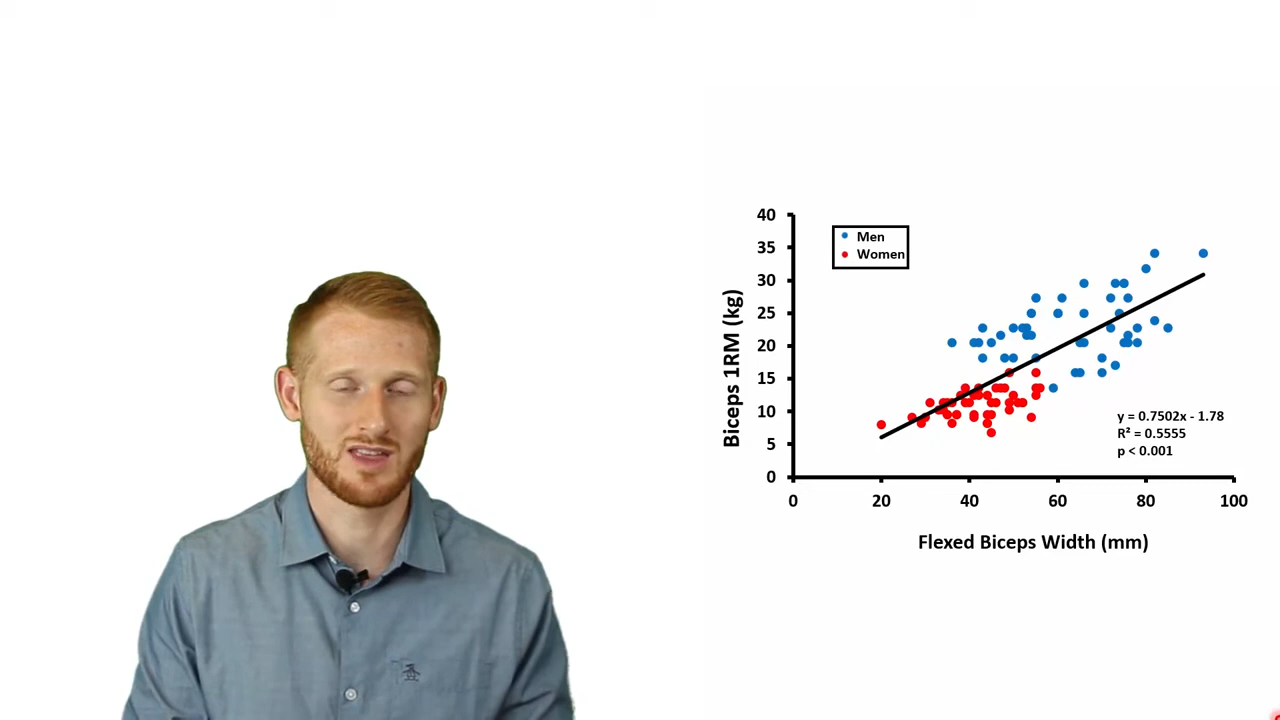 40
35
30
25
20
15
10
5
0
Biceps 1RM (kg)
Men
Women
y = 0.7502x - 1.78
R² = 0.5555
p < 0.001
0 20 40 60 80 100
Flexed Biceps Width (mm)